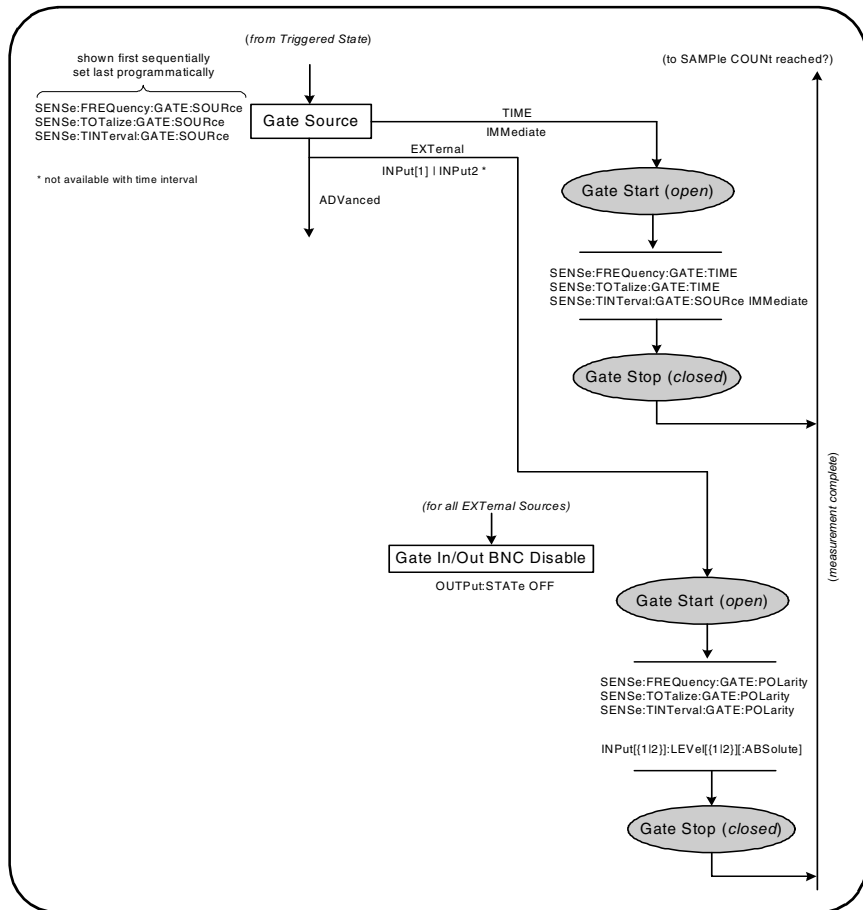 (from Triggered State)
shown first sequentially
set last programmatically
(to SAMPle COUNt reached?)
SENSe:FREQuency:GATE:SOURce
SENSe:TOTalize:GATE:SOURce
SENSe:TINTerval:GATE:SOURce
Gate Source
TIME
IMMediate
EXTernal
INPut[1] | INPut2 *
* not available with time interval
ADVanced
Gate Start (open)
SENSe:FREQuency:GATE:TIME
SENSe:TOTalize:GATE:TIME
SENSe:TINTerval:GATE:SOURce IMMediate
Gate Stop (closed)
(measurement complete)
(for all EXTernal Sources)
Gate In/Out BNC Disable
OUTPut:STATe OFF
Gate Start (open)
SENSe:FREQuency:GATE:POLarity
SENSe:TOTalize:GATE:POLarity
SENSe:TINTerval:GATE:POLarity
INPut[{1|2}]:LEVel[{1|2}][:ABSolute]
Gate Stop (closed)